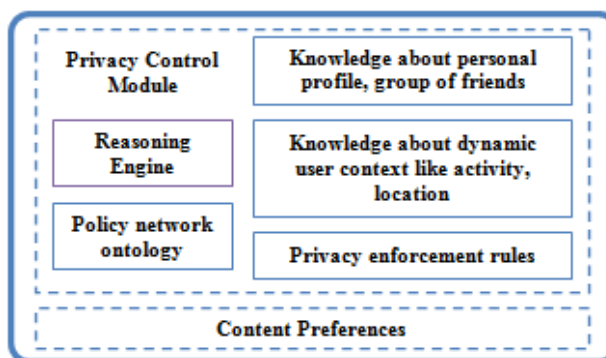 Privacy Control
Module
Knowledge about personal
profile, group of friends
Reasoning
Engine
Knowledge about dynamic
user context like activity,
location
Policy network
ontology
Privacy enforcement rules
Content Preferences